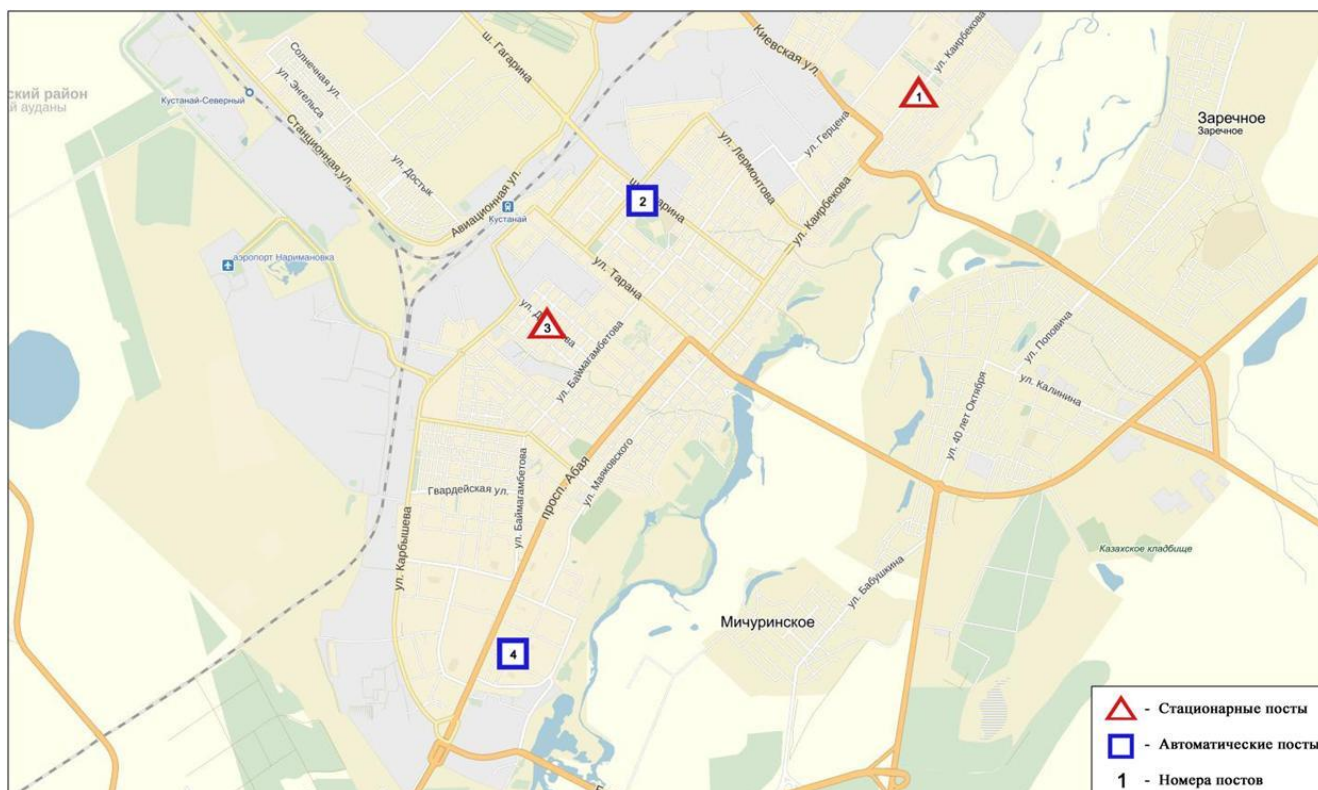 ский район
й ауданы
Солнечная ул.
ул. Энгельса
Кустанай-Северный
Станционная ул.
ул. Достык
ш. Гагарина
Авиационная ул.
Кустанай
аэропорт Наримановка
Киевская ул.
ул. Каирбекова
1
ул. Герцена
ул. Лермонтова
ул. Каирбекова
2
ул. Тарана
3
ул. Баймагамбетова
Заречное
Заречное
ул. Поповича
ул. Калинина
ул. 40 лет Октября
Гвардейская ул.
ул. Баймагамбетова
просп. Абая
ул. Маяковского
ул. Карбышева
4
Казахское кладбище
ул. Бабушкина
Мичуринское
- Стационарные посты
- Автоматические посты
1 - Номера постов